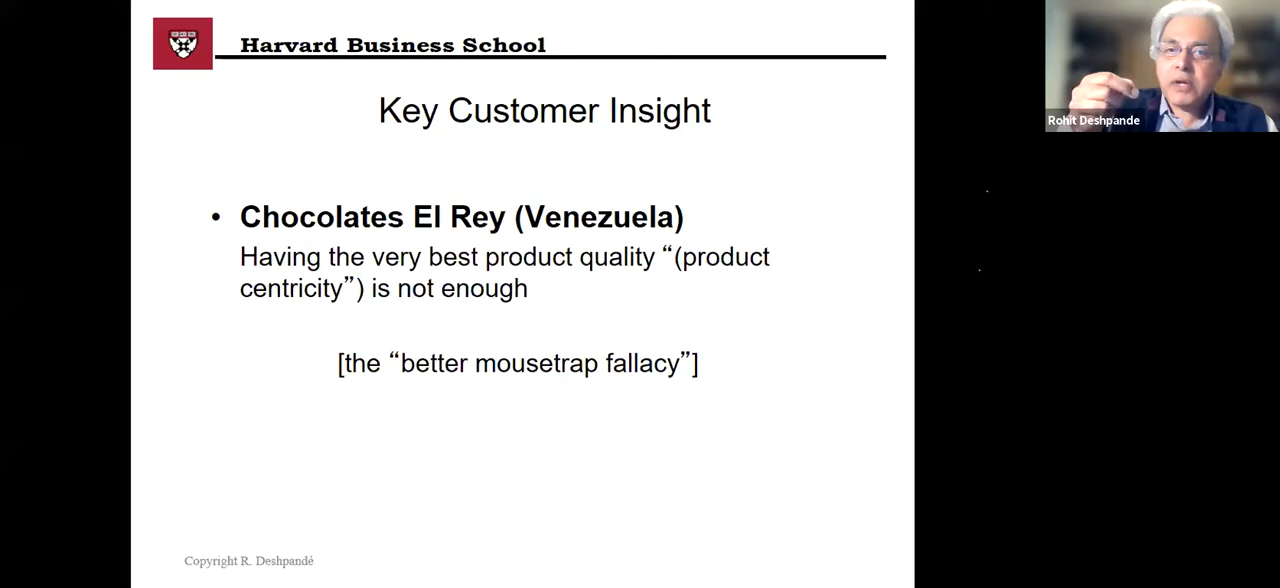 Harvard Business School
Key Customer Insight
• Chocolates El Rey (Venezuela)
Having the very best product quality “(product
centricity”) is not enough
[the “better mousetrap fallacy”]
Copyright R. Deshpandé
Rohit Deshpande